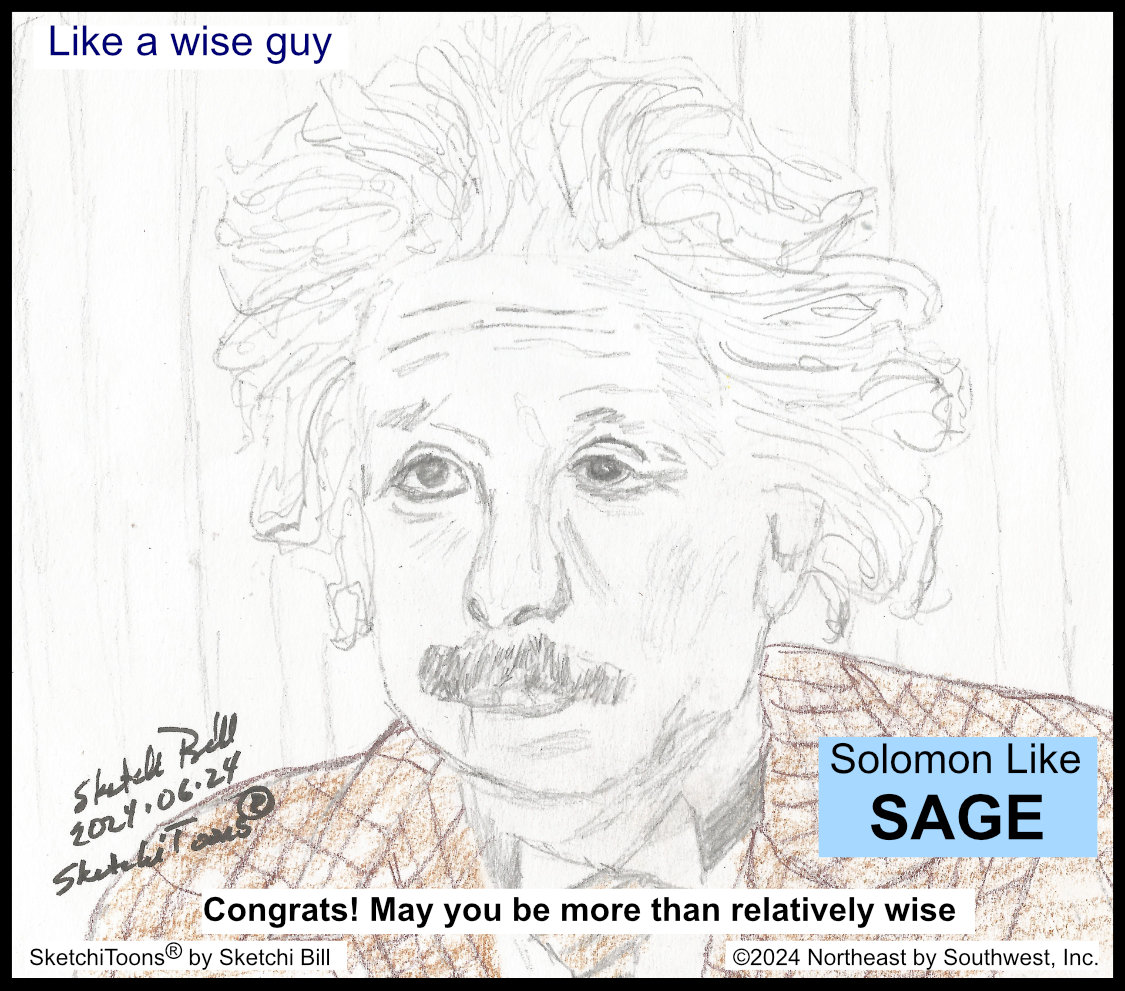 Like a wise guy
Sketchi Bill
2024.06.24
SketchiToons®
Solomon Like
SAGE
Congrats! May you be more than relatively wise
SketchiToons® by Sketchi Bill
©2024 Northeast by Southwest, Inc.